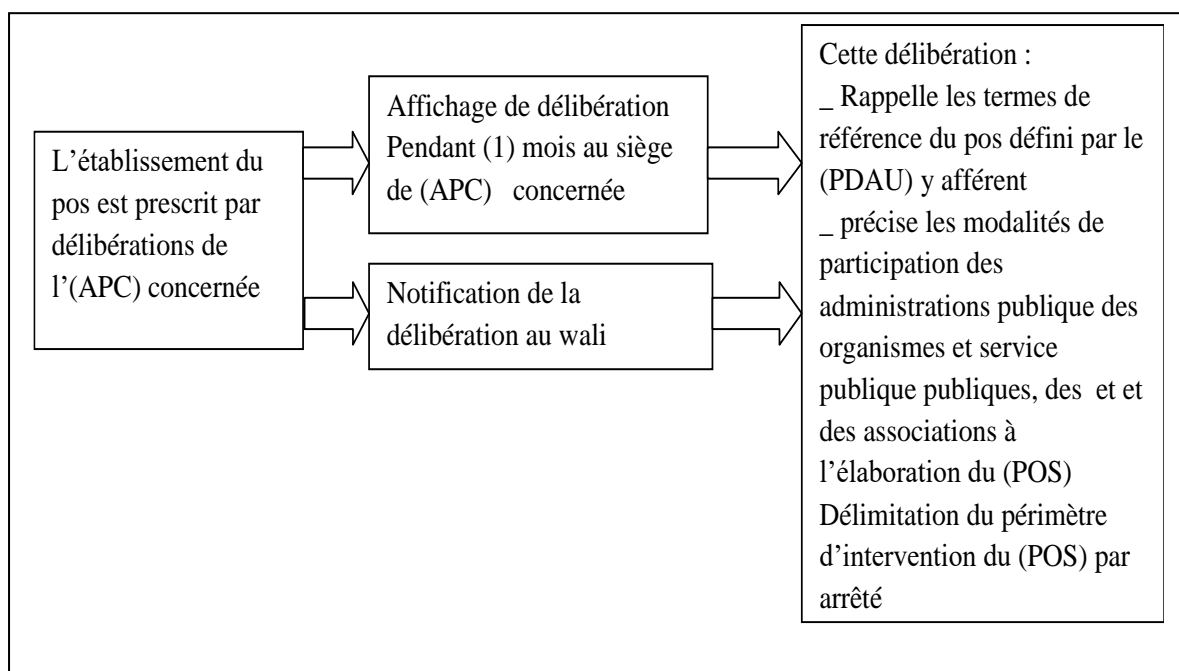 L’établissement du
pos est prescrit par
délibérations de
l’(APC) concernée
Affichage de délibération
Pendant (1) mois au siège
de (APC) concernée
Notification de la
délibération au wali
Cette délibération :
_ Rappelle les termes de
référence du pos défini par le
(PDAU) y afférent
_ précise les modalités de
participation des
administrations publique des
organismes et service
publique publiques, des et et
des associations à
l’élaboration du (POS)
Délimitation du périmètre
d’intervention du (POS) par
arrêté